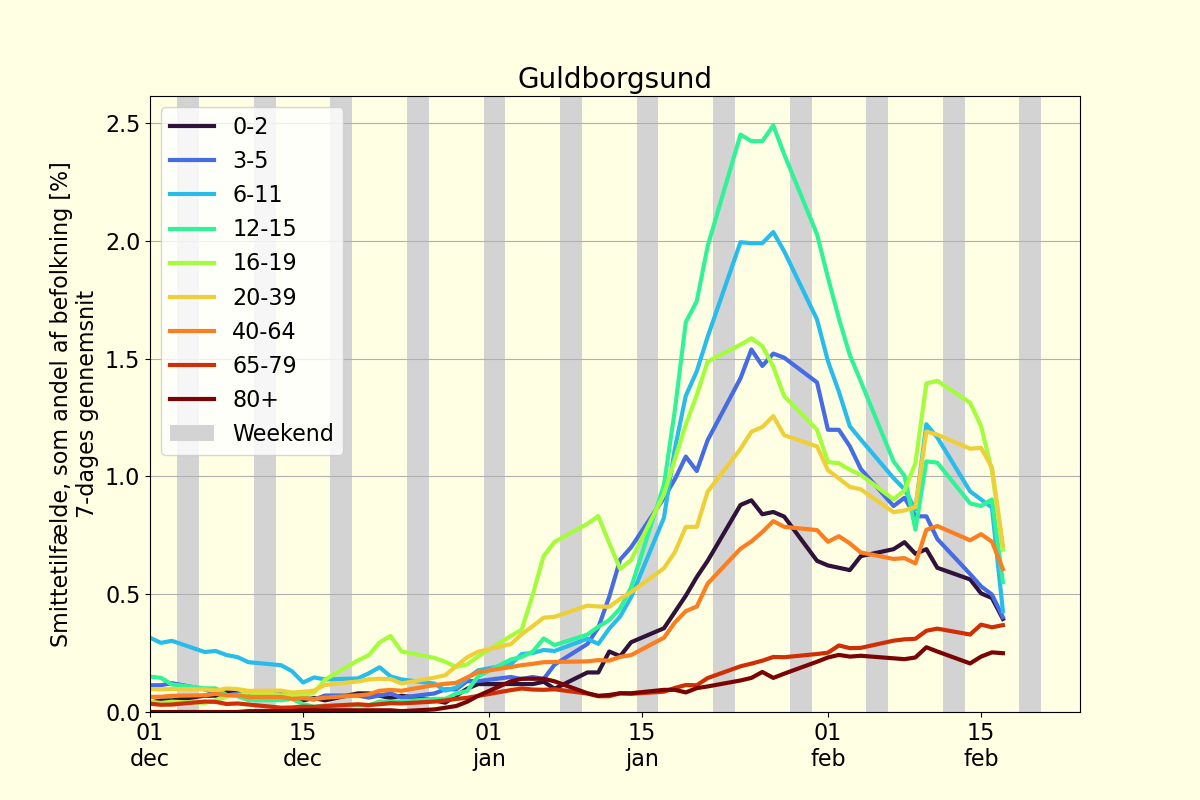 Guldborgsund
Smittetilfælde, som andel af befolkning [%]
7-dages gennemsnit
2.5
2.0
1.5
1.0
0.5
0.0
0-2
3-5
6-11
12-15
16-19
20-39
40-64
65-79
80+
Weekend
01 15 01 15 01 15
dec dec jan jan feb feb